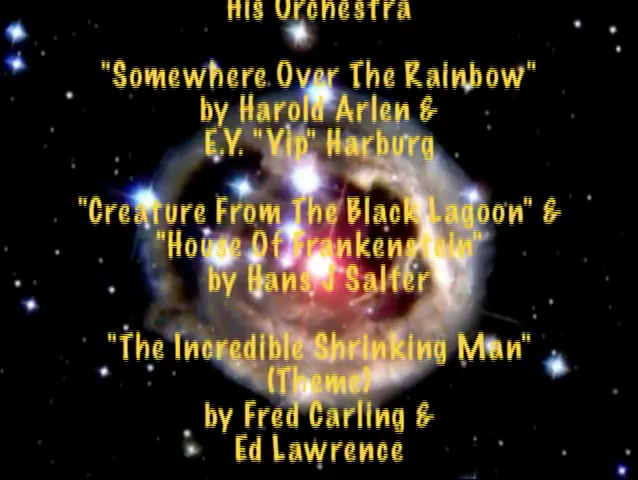 His Orchestra
"Somewhere Over The Rainbow"
by Harold Arlen &
E.Y. "Yip" Harburg
"Creature From The Black Lagoon" &
"House Of Frankenstein"
by Hans J Salter
"The Incredible Shrinking Man"
(Theme)
by Fred Carling &
Ed Lawrence